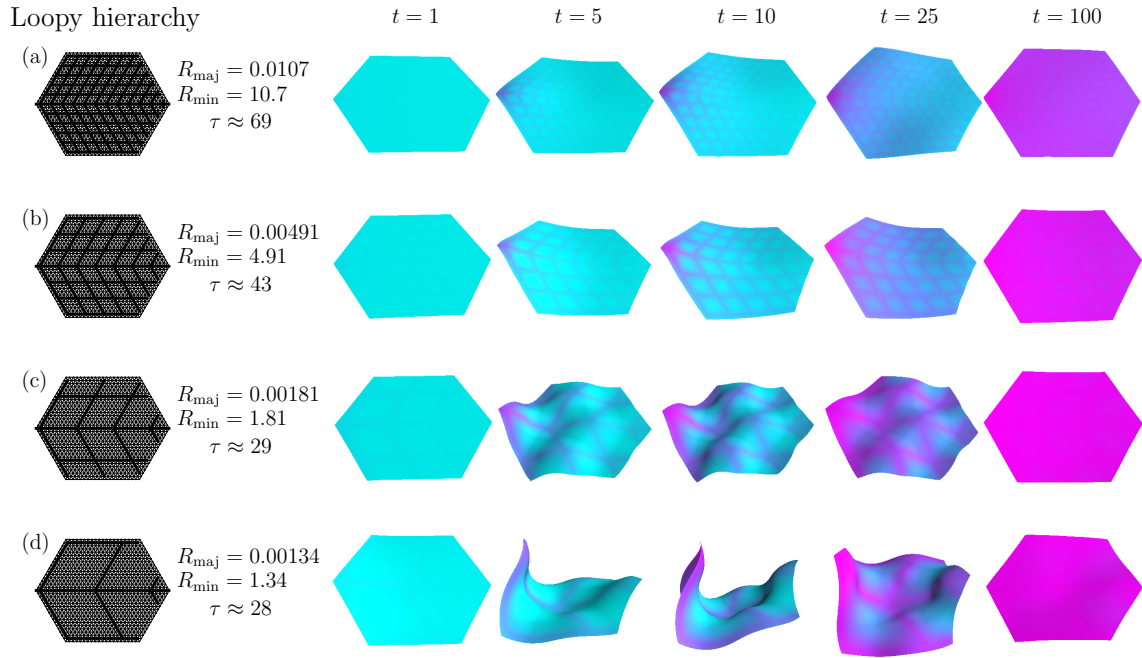 Loopy hierarchy
t = 1
t = 5
t = 10
t = 25
t = 100
(a)
R_maj = 0.0107
R_min = 10.7
τ ≈ 69
(b)
R_maj = 0.00491
R_min = 4.91
τ ≈ 43
(c)
R_maj = 0.00181
R_min = 1.81
τ ≈ 29
(d)
R_maj = 0.00134
R_min = 1.34
τ ≈ 28